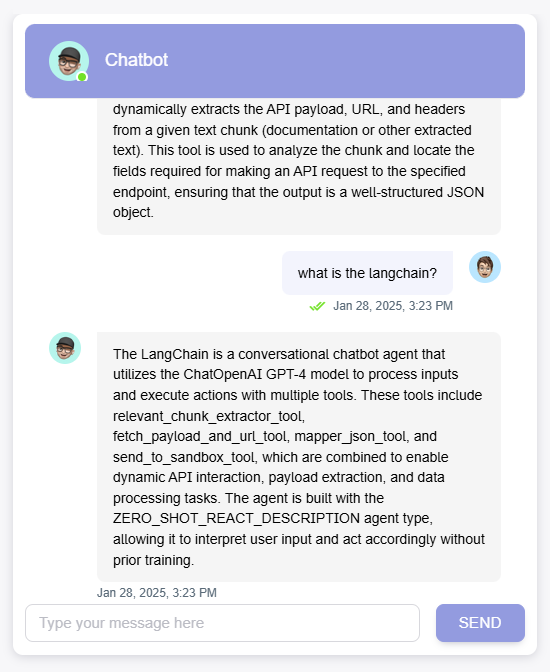 Chatbot
dynamically extracts the API payload, URL, and headers
from a given text chunk (documentation or other extracted
text). This tool is used to analyze the chunk and locate the
fields required for making an API request to the specified
endpoint, ensuring that the output is a well-structured JSON
object.
what is the langchain?
Jan 28, 2025, 3:23 PM
The LangChain is a conversational chatbot agent that
utilizes the ChatOpenAI GPT-4 model to process inputs
and execute actions with multiple tools. These tools include
relevant_chunk_extractor_tool,
fetch_payload_and_url_tool, mapper_json_tool, and
send_to_sandbox_tool, which are combined to enable
dynamic API interaction, payload extraction, and data
processing tasks. The agent is built with the
ZERO_SHOT_REACT_DESCRIPTION agent type,
allowing it to interpret user input and act accordingly without
prior training.
Jan 28, 2025, 3:23 PM
Type your message here
SEND